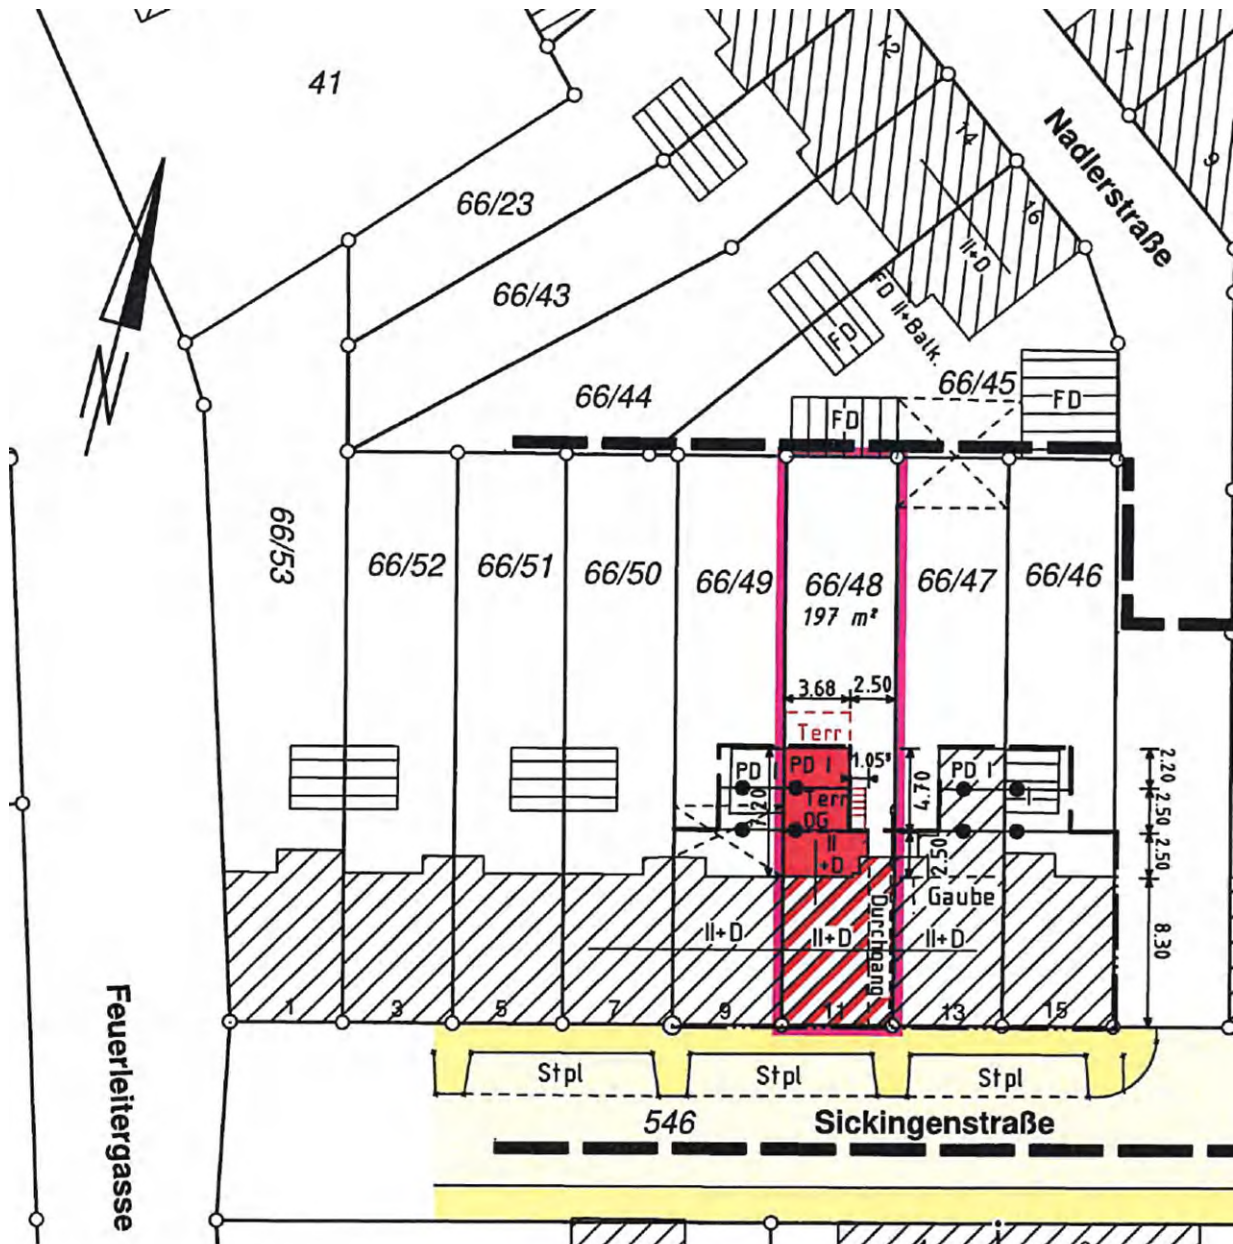 41
12
7
14
9
Nadlerstraße
66/23
16
II+D
66/43
FD II+Balk.
FD
66/44
66/45
FD
FD
66/53
66/52
66/51
66/50
66/49
66/48
66/47
66/46
197 m²
3.68
2.50
Terr
PD
PD I
1.05⁵
PD I
2.20
7.20
Terr
4.70
I
2.50
DG
II
+D
2.50
2.50
Gaube
Durchgang
II+D
II+D
II+D
8.30
1
3
5
7
9
11
13
15
Feuerleitergasse
Stpl
Stpl
Stpl
546
Sickingenstraße